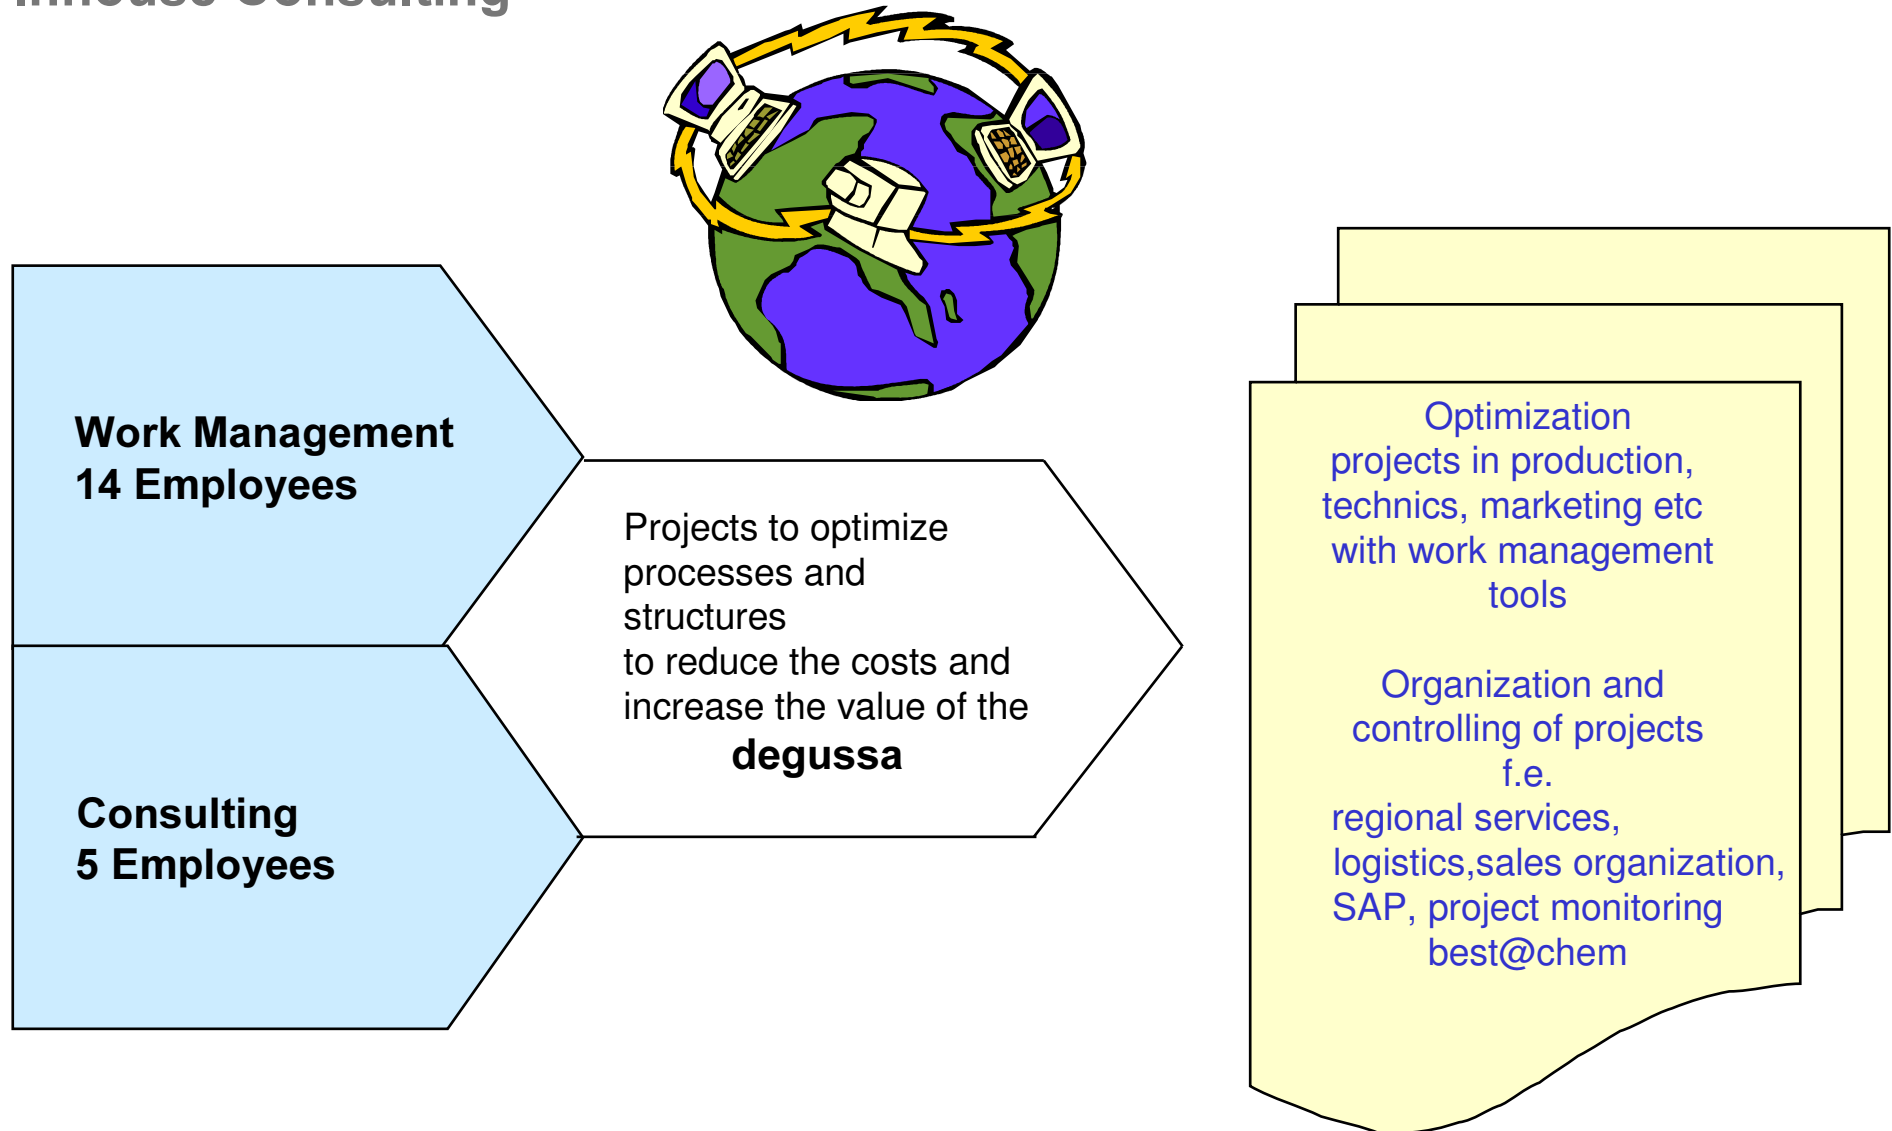 Inhouse Consulting
Work Management
14 Employees
Projects to optimize
processes and
structures
to reduce the costs and
increase the value of the
degussa
Consulting
5 Employees
Optimization
projects in production,
technics, marketing etc
with work management
tools
Organization and
controlling of projects
f.e.
regional services,
logistics,sales organization,
SAP, project monitoring
best@chem